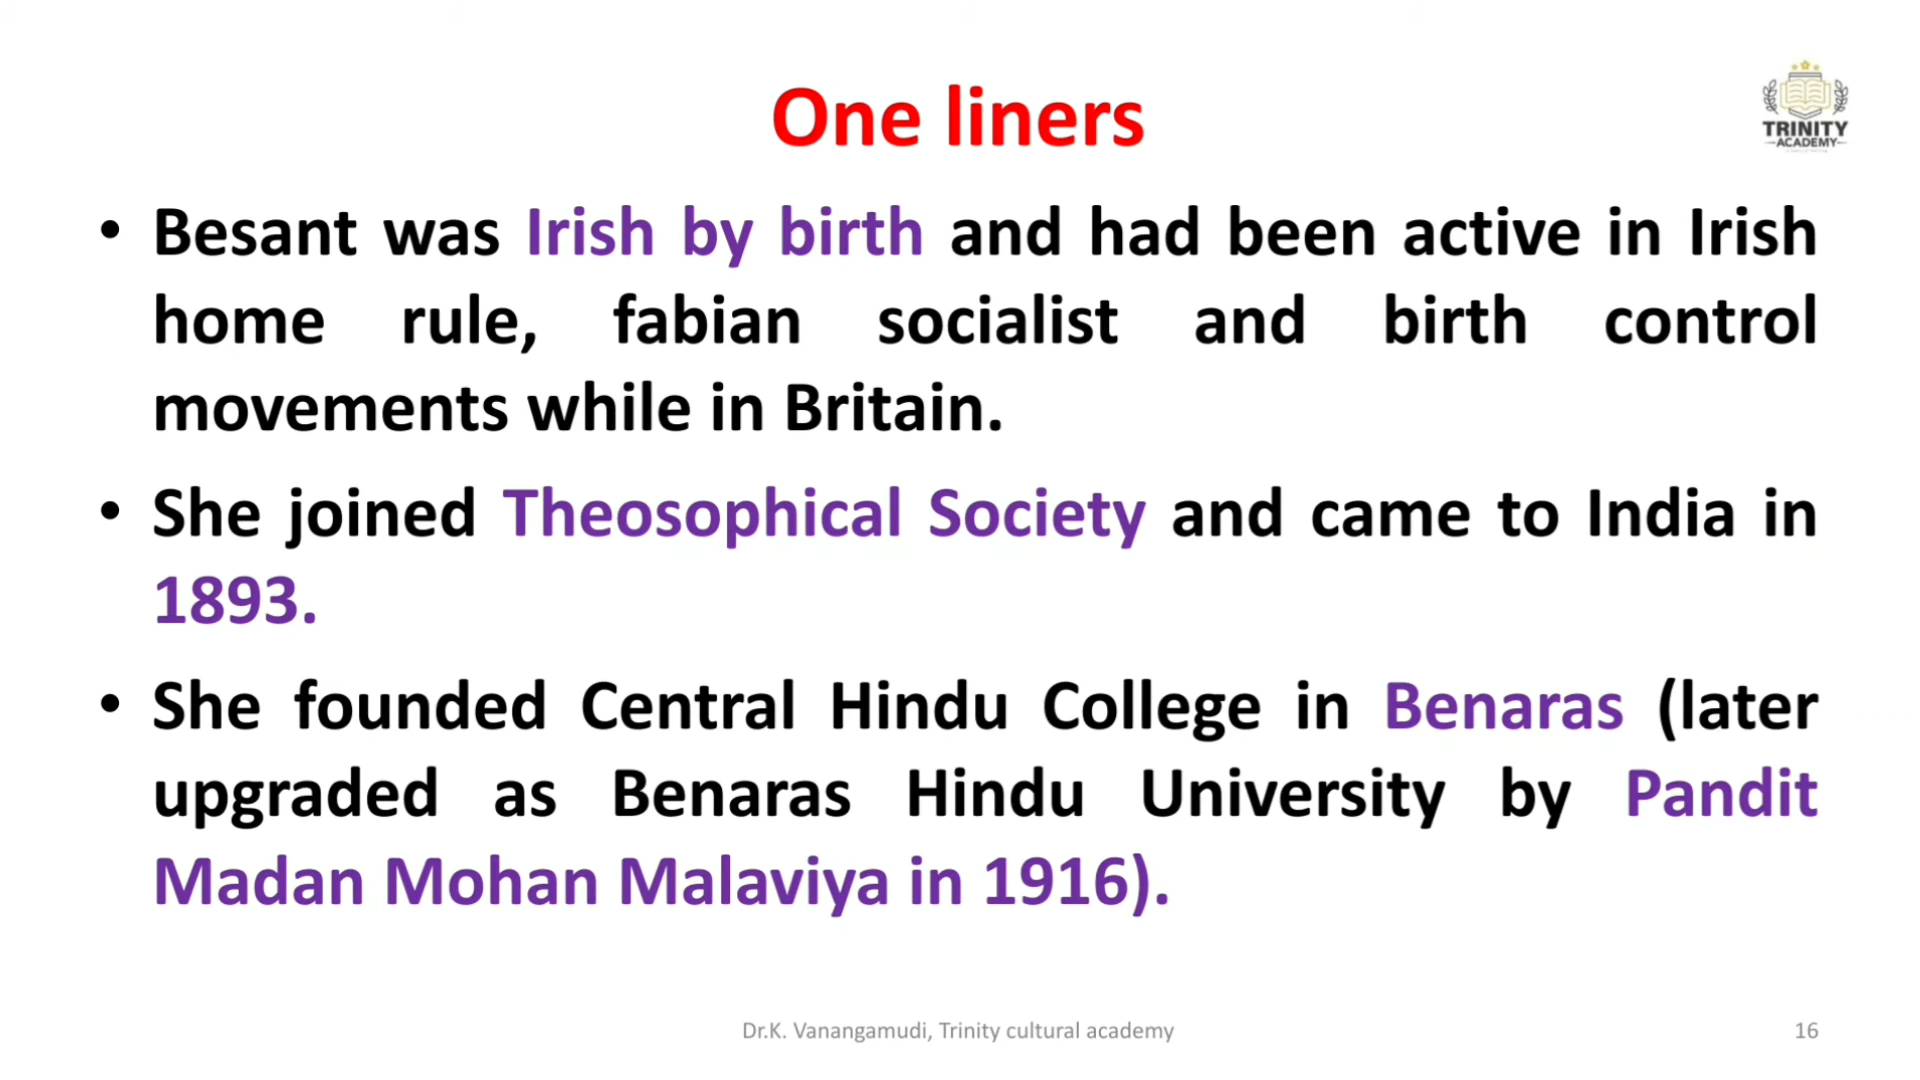 One liners
TRINITY
ACADEMY
• Besant was Irish by birth and had been active in Irish
home rule, fabian socialist and birth control
movements while in Britain.
• She joined Theosophical Society and came to India in
1893.
• She founded Central Hindu College in Benaras (later
upgraded as Benaras Hindu University by Pandit
Madan Mohan Malaviya in 1916).
Dr.K. Vanangamudi, Trinity cultural academy
16